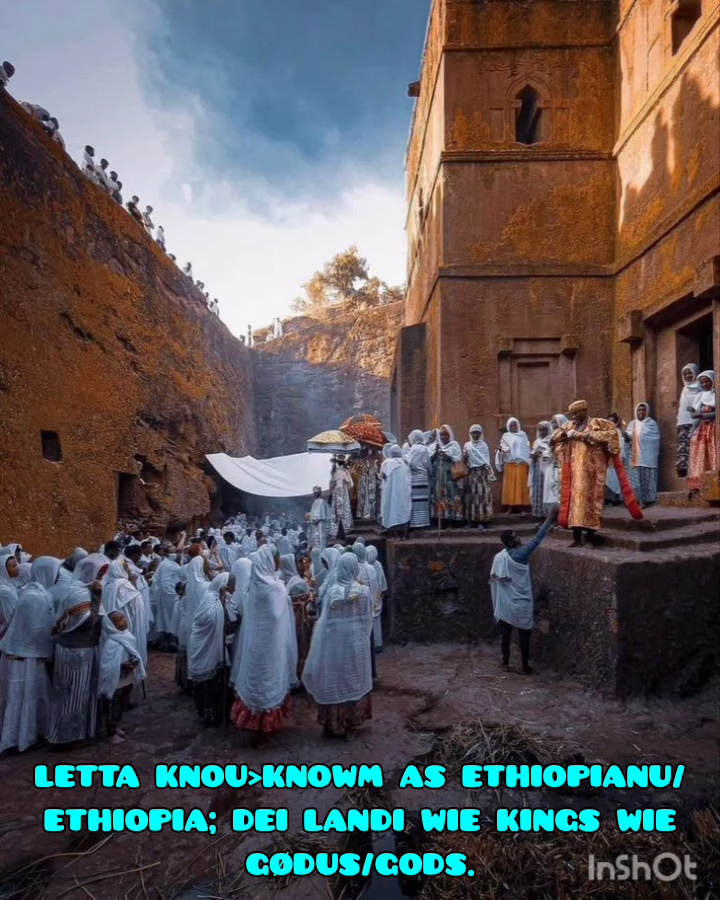 LETTA KNOU>KNOWM AS ETHIOPIANU/
ETHIOPIA; DEI LANDI WIE KINGS WIE
GØDUS/GODS.
InShOt